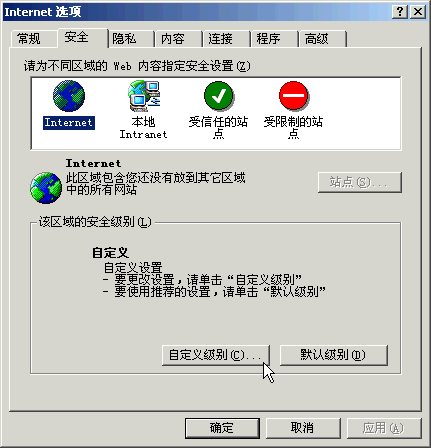 Internet 选项
常规 安全 隐私 内容 连接 程序 高级
请为不同区域的 Web 内容指定安全设置(Z)
Internet 本地 Intranet 受信任的站点 受限制的站点
Internet
此区域包含您还没有放到其它区域
中的所有网站
站点(S)...
该区域的安全级别(L)
自定义
自定义设置
- 要更改设置,请单击“自定义级别”
- 要使用推荐的设置,请单击“默认级别”
自定义级别(C)... 默认级别(D)
确定 取消 应用(A)